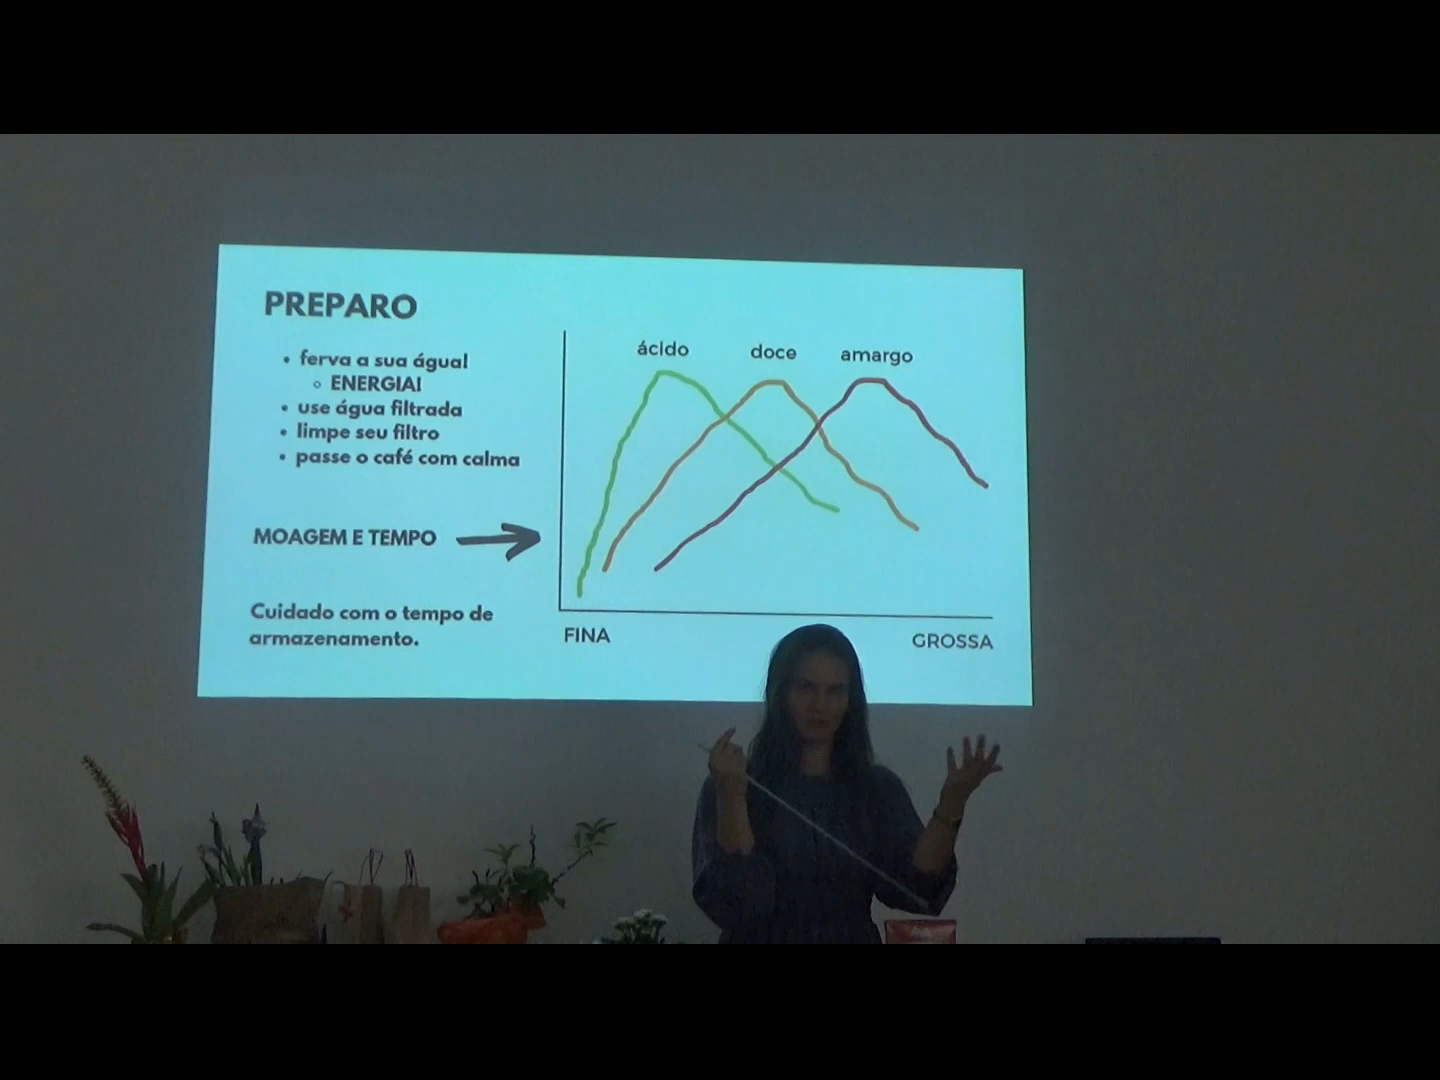 PREPARO
• ferva a sua água!
○ ENERGIA!
• use água filtrada
• limpe seu filtro
• passe o café com calma
MOAGEM E TEMPO
Cuidado com o tempo de
armazenamento.
ácido
doce
amargo
FINA
GROSSA